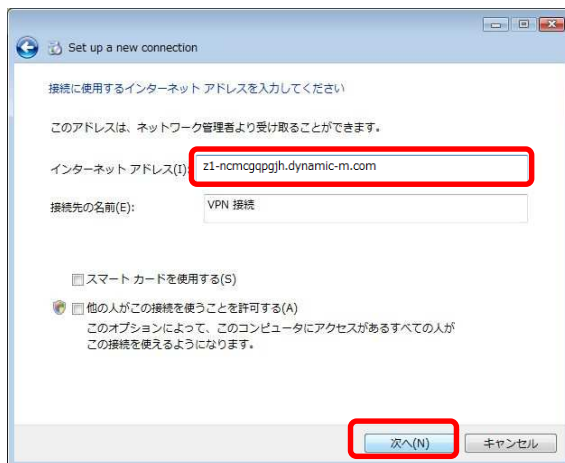 Set up a new connection
接続に使用するインターネット アドレスを入力してください
このアドレスは、ネットワーク管理者より受け取ることができます。
インターネット アドレス(I): z1-ncmcgqpgjh.dynamic-m.com
接続先の名前(E): VPN 接続
スマート カードを使用する(S)
他の人がこの接続を使うことを許可する(A)
このオプションによって、このコンピュータにアクセスがあるすべての人が
この接続を使えるようになります。
次へ(N) キャンセル